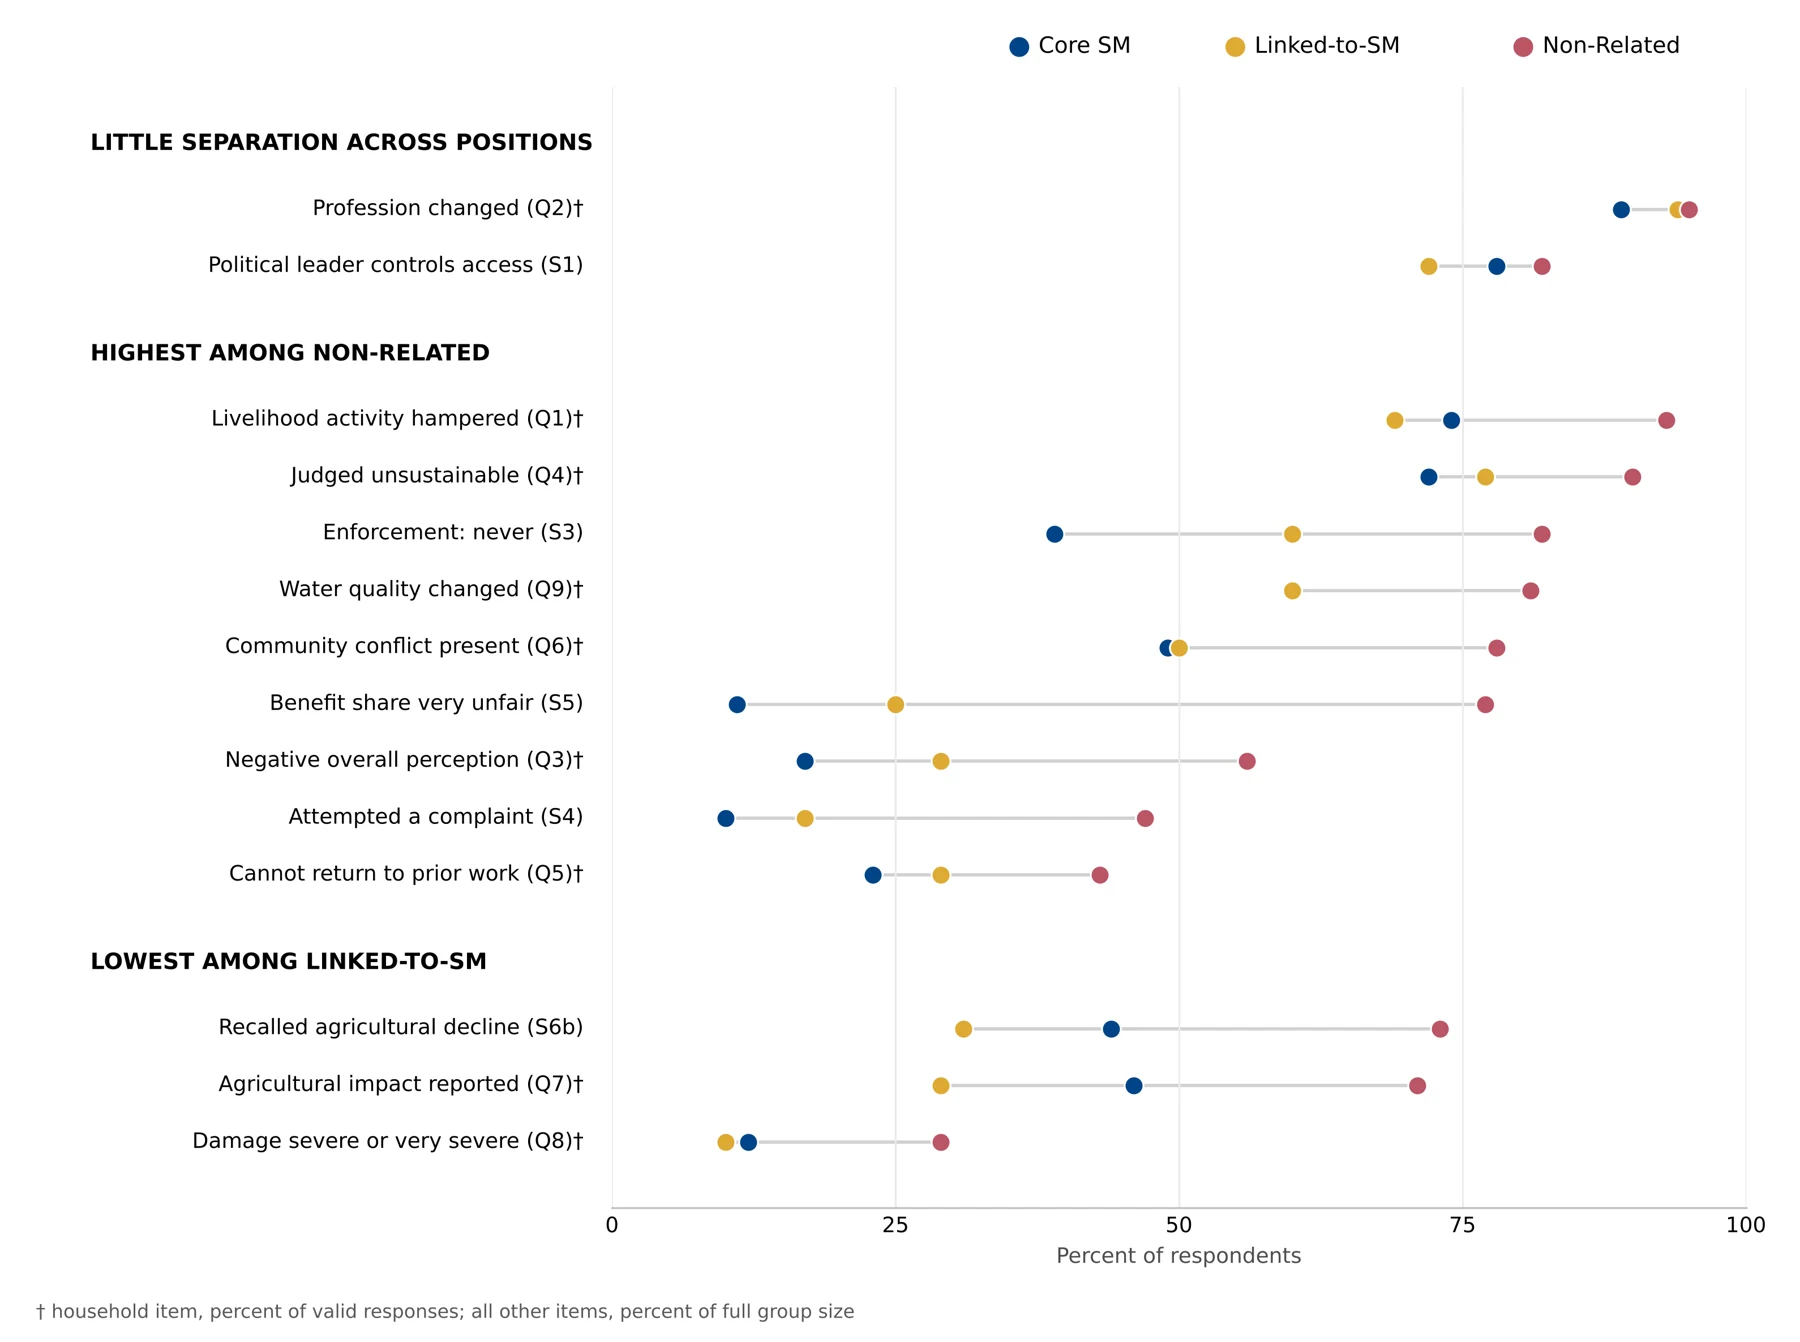 Core SM
Linked-to-SM
Non-Related
LITTLE SEPARATION ACROSS POSITIONS
Profession changed (Q2)†
Political leader controls access (S1)
HIGHEST AMONG NON-RELATED
Livelihood activity hampered (Q1)†
Judged unsustainable (Q4)†
Enforcement: never (S3)
Water quality changed (Q9)†
Community conflict present (Q6)†
Benefit share very unfair (S5)
Negative overall perception (Q3)†
Attempted a complaint (S4)
Cannot return to prior work (Q5)†
LOWEST AMONG LINKED-TO-SM
Recalled agricultural decline (S6b)
Agricultural impact reported (Q7)†
Damage severe or very severe (Q8)†
0 25 50 75 100
Percent of respondents
† household item, percent of valid responses; all other items, percent of full group size